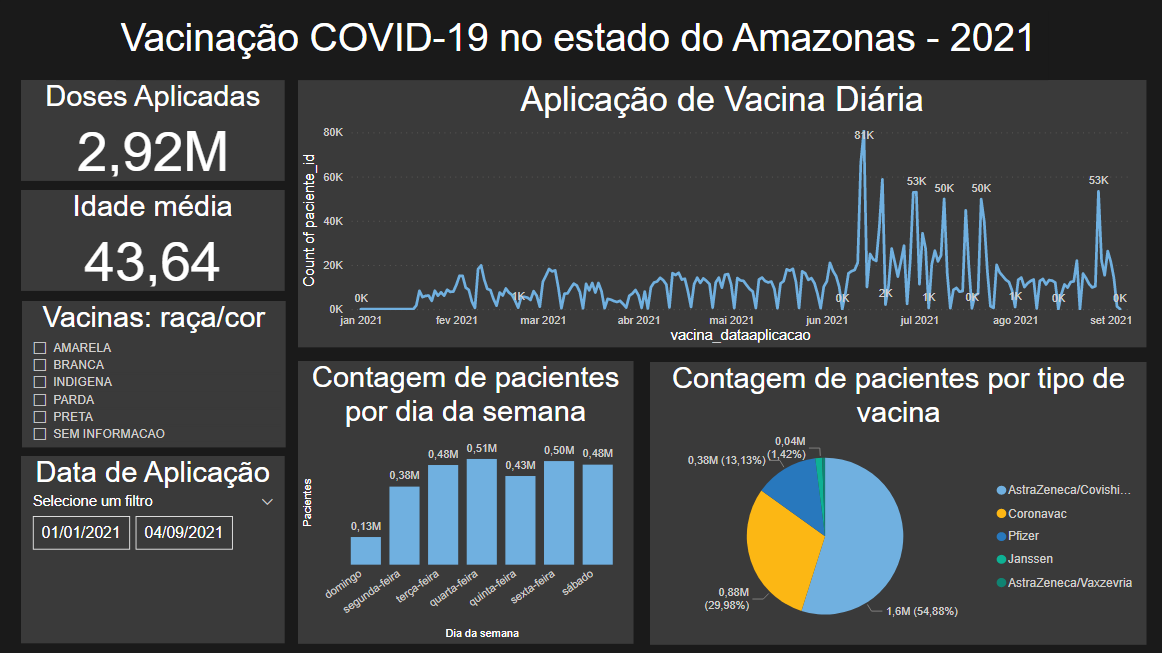 Vacinação COVID-19 no estado do Amazonas - 2021
Doses Aplicadas
2,92M
Idade média
43,64
Vacinas: raça/cor
AMARELA
BRANCA
INDIGENA
PARDA
PRETA
SEM INFORMACAO
Data de Aplicação
Selecione um filtro
01/01/2021 04/09/2021
Aplicação de Vacina Diária
Count of paciente_id
80K
60K
40K
20K
0K
0K 1K 81K 0K 2K 53K 1K 50K 0K 50K 1K 0K 53K 0K
jan 2021 fev 2021 mar 2021 abr 2021 mai 2021 jun 2021 jul 2021 ago 2021 set 2021
vacina_dataaplicacao
Contagem de pacientes
por dia da semana
Pacientes
0,13M 0,38M 0,48M 0,51M 0,43M 0,50M 0,48M
domingo segunda-feira terça-feira quarta-feira quinta-feira sexta-feira sábado
Dia da semana
Contagem de pacientes por tipo de
vacina
0,04M
(1,42%)
0,38M (13,13%)
0,88M
(29,98%)
1,6M (54,88%)
AstraZeneca/Covishi...
Coronavac
Pfizer
Janssen
AstraZeneca/Vaxzevria